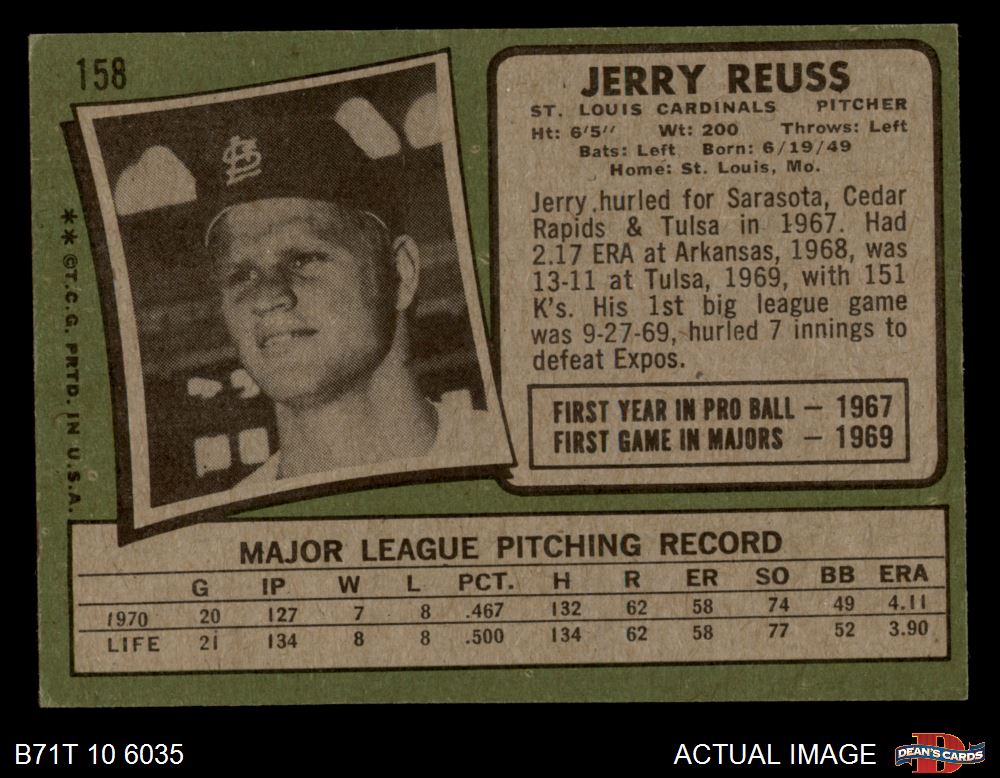 158
** ©T.C.G. PRTD. IN U.S.A.
JERRY REUSS
ST. LOUIS CARDINALS PITCHER
Ht: 6'5" Wt: 200 Throws: Left
Bats: Left Born: 6/19/49
Home: St. Louis, Mo.
Jerry hurled for Sarasota, Cedar
Rapids & Tulsa in 1967. Had
2.17 ERA at Arkansas, 1968, was
13-11 at Tulsa, 1969, with 151
K's. His 1st big league game
was 9-27-69, hurled 7 innings to
defeat Expos.
FIRST YEAR IN PRO BALL — 1967
FIRST GAME IN MAJORS — 1969
MAJOR LEAGUE PITCHING RECORD
G IP W L PCT. H R ER SO BB ERA
1970 20 127 7 8 .467 132 62 58 74 49 4.11
LIFE 21 134 8 8 .500 134 62 58 77 52 3.90
B71T 10 6035
ACTUAL IMAGE
D
DEAN'S CARDS